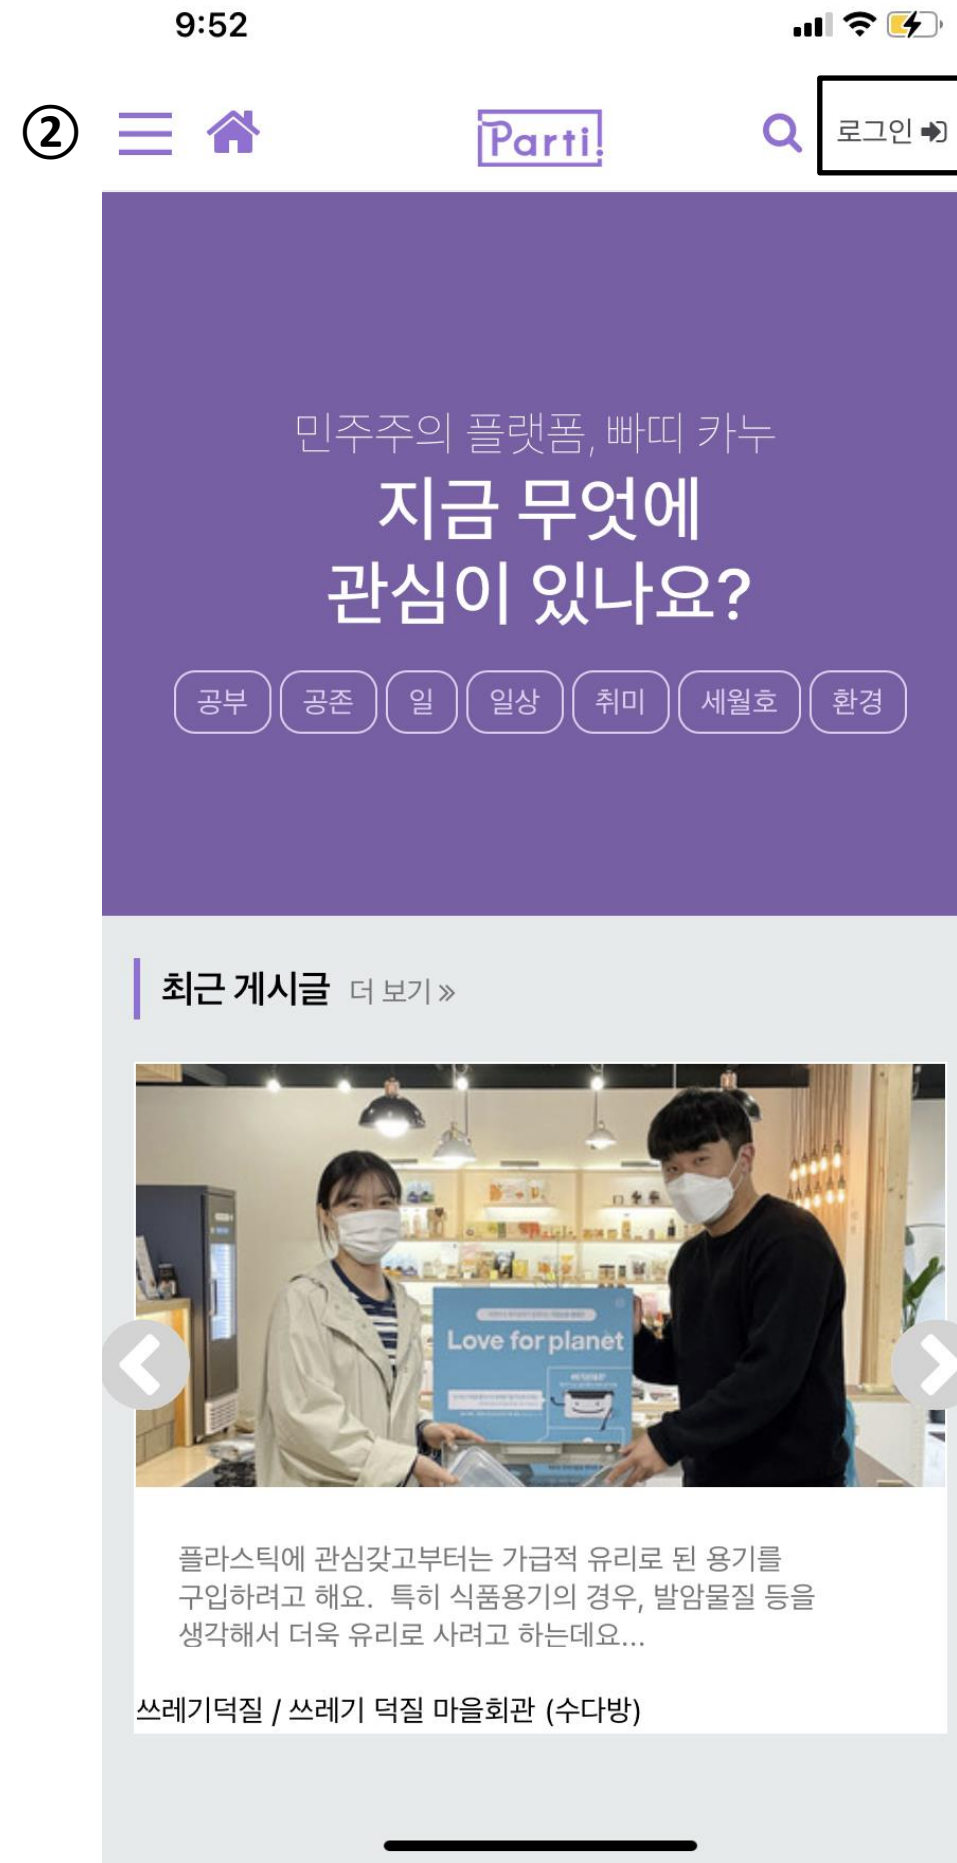 9:52
②
Parti!
로그인
민주주의 플랫폼, 빠띠 카누
지금 무엇에
관심이 있나요?
공부 공존 일 일상 취미 세월호 환경
최근 게시글 더 보기 »
Love for planet
플라스틱에 관심갖고부터는 가급적 유리로 된 용기를
구입하려고 해요. 특히 식품용기의 경우, 발암물질 등을
생각해서 더욱 유리로 사려고 하는데요...
쓰레기덕질 / 쓰레기 덕질 마을회관 (수다방)